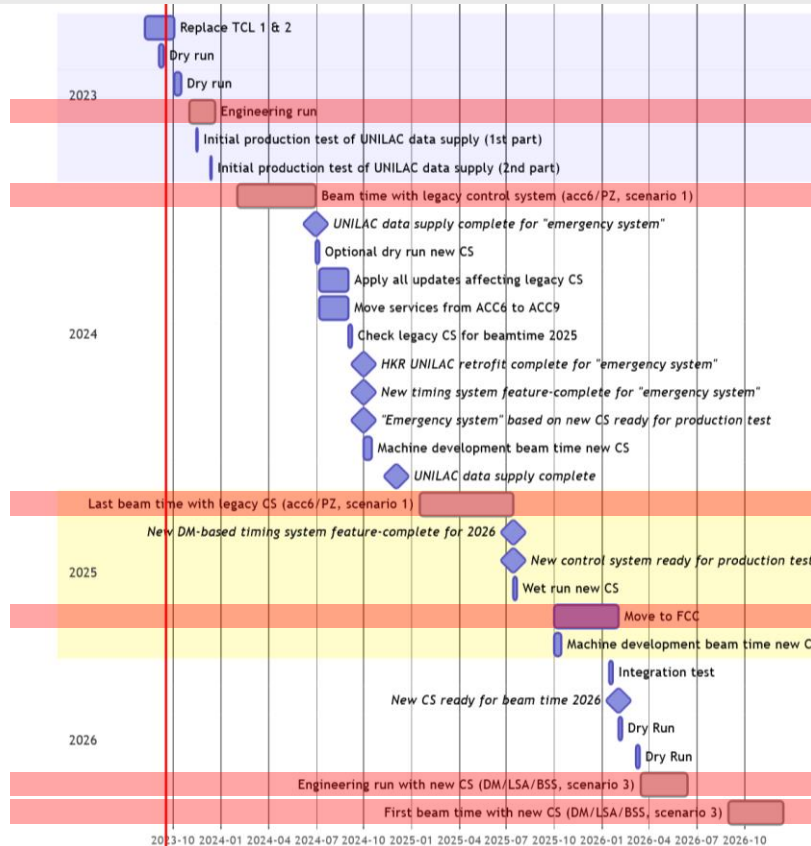 Replace TCL 1 & 2
Dry run
Dry run
2023
Engineering run
Initial production test of UNILAC data supply (1st part)
Initial production test of UNILAC data supply (2nd part)
Beam time with legacy control system (acc6/PZ, scenario 1)
UNILAC data supply complete for "emergency system"
Optional dry run new CS
Apply all updates affecting legacy CS
Move services from ACC6 to ACC9
2024
Check legacy CS for beamtime 2025
HKR UNILAC retrofit complete for "emergency system"
New timing system feature-complete for "emergency system"
"Emergency system" based on new CS ready for production test
Machine development beam time new CS
UNILAC data supply complete
Last beam time with legacy CS (acc6/PZ, scenario 1)
New DM-based timing system feature-complete for 2026
New control system ready for production test
2025
Wet run new CS
Move to FCC
Machine development beam time new C
Integration test
New CS ready for beam time 2026
Dry Run
2026
Dry Run
Engineering run with new CS (DM/LSA/BSS, scenario 3)
First beam time with new CS (DM/LSA/BSS, scenario 3)
2023-10 2024-01 2024-04 2024-07 2024-10 2025-01 2025-04 2025-07 2025-10 2026-01 2026-04 2026-07 2026-10